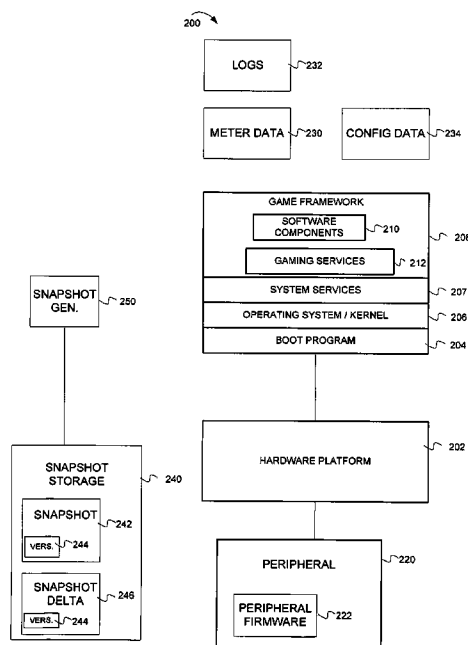 200
LOGS
232
METER DATA
230
CONFIG DATA
234
GAME FRAMEWORK
SOFTWARE
COMPONENTS
210
208
GAMING SERVICES
212
SYSTEM SERVICES
207
OPERATING SYSTEM / KERNEL
206
BOOT PROGRAM
204
SNAPSHOT
GEN.
250
HARDWARE PLATFORM
202
SNAPSHOT
STORAGE
240
SNAPSHOT
242
VERS.
244
SNAPSHOT
DELTA
246
VERS.
244
PERIPHERAL
220
PERIPHERAL
FIRMWARE
222